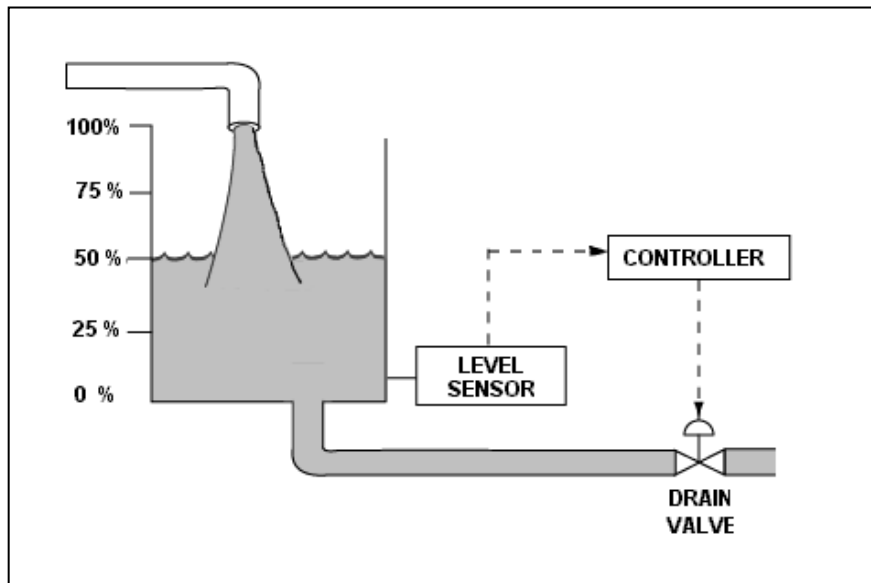 100%
75 %
50 %
25 %
0 %
CONTROLLER
LEVEL
SENSOR
DRAIN
VALVE